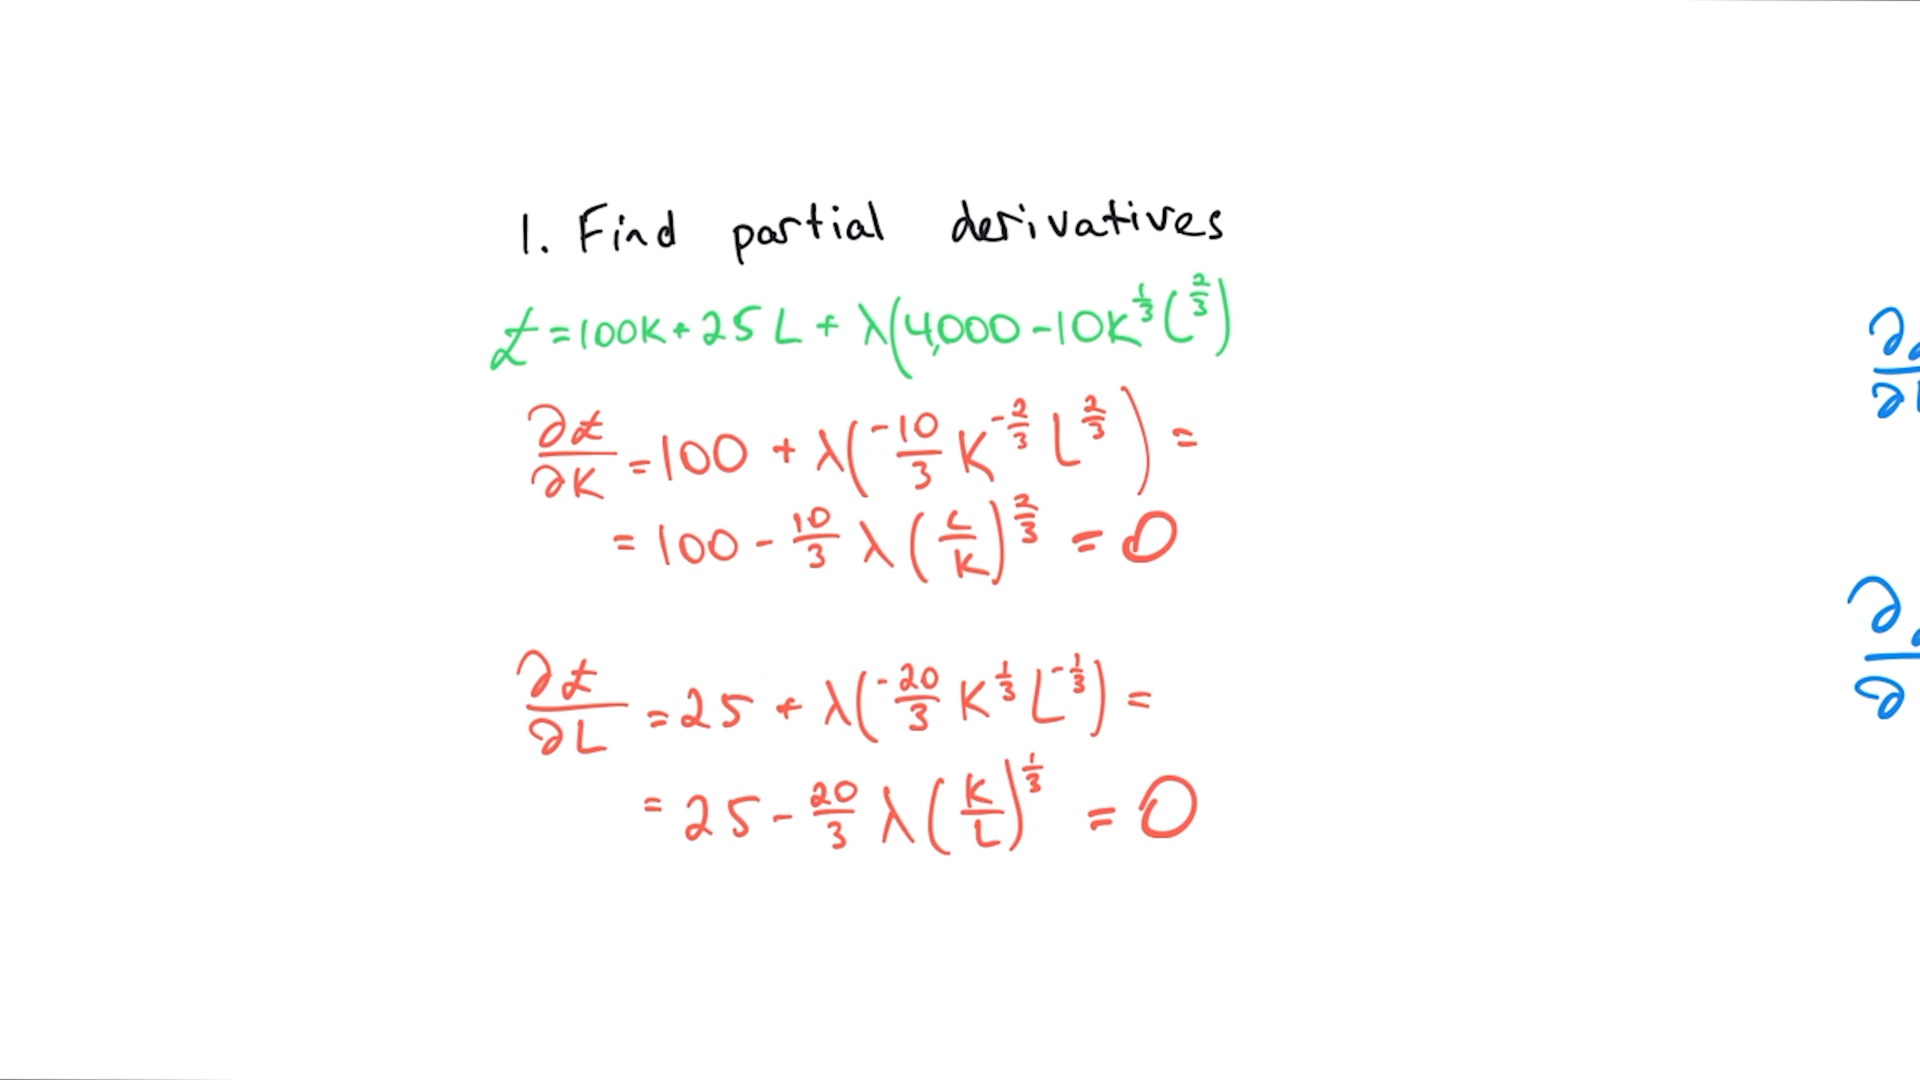 1. Find partial derivatives
ℒ = 100K + 25L + λ(4,000 - 10K^{1/3} L^{2/3})
∂ℒ/∂K = 100 + λ(-10/3 K^{-2/3} L^{2/3}) =
= 100 - 10/3 λ (L/K)^{2/3} = 0
∂ℒ/∂L = 25 + λ(-20/3 K^{1/3} L^{-1/3}) =
= 25 - 20/3 λ (K/L)^{1/3} = 0